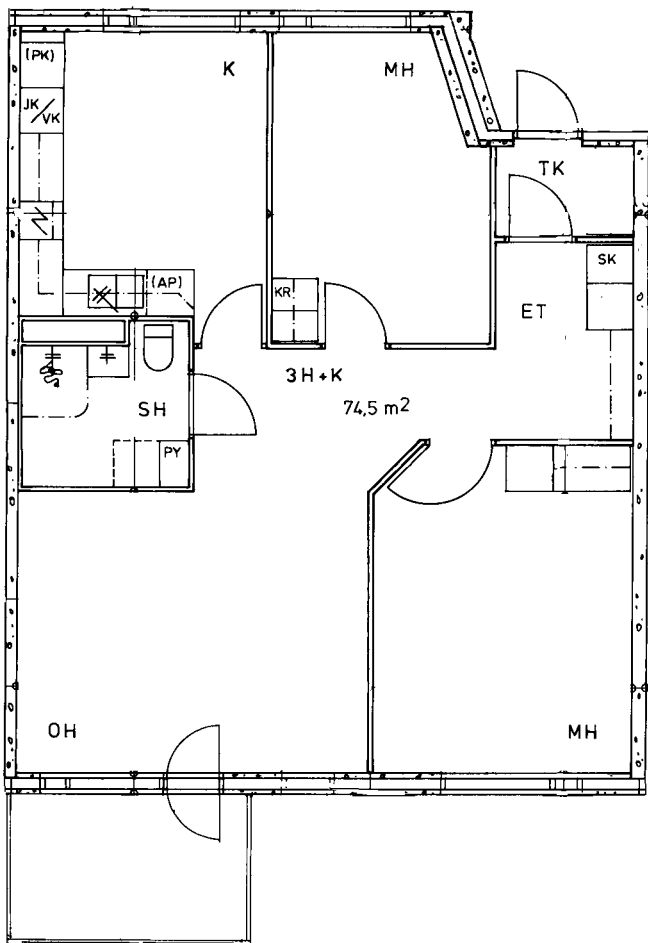 (PK)
K
MH
JK/VK
TK
SK
KR
(AP)
ET
3H+K
74,5 m²
SH
PY
OH
MH